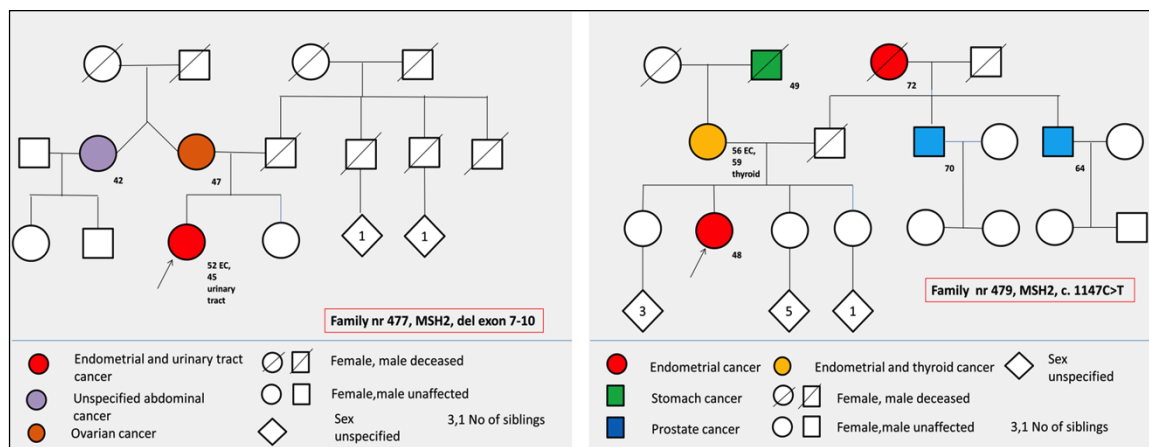 42
47
52 EC,
45
urinary
tract
1
1
Family nr 477, MSH2, del exon 7-10
Endometrial and urinary tract
cancer
Unspecified abdominal
cancer
Ovarian cancer
Female, male deceased
Female,male unaffected
Sex
unspecified
3,1 No of siblings
49
72
56 EC,
59
thyroid
70
64
48
3
5
1
Family nr 479, MSH2, c. 1147C>T
Endometrial cancer
Stomach cancer
Prostate cancer
Endometrial and thyroid cancer
Female, male deceased
Female,male unaffected
Sex
unspecified
3,1 No of siblings